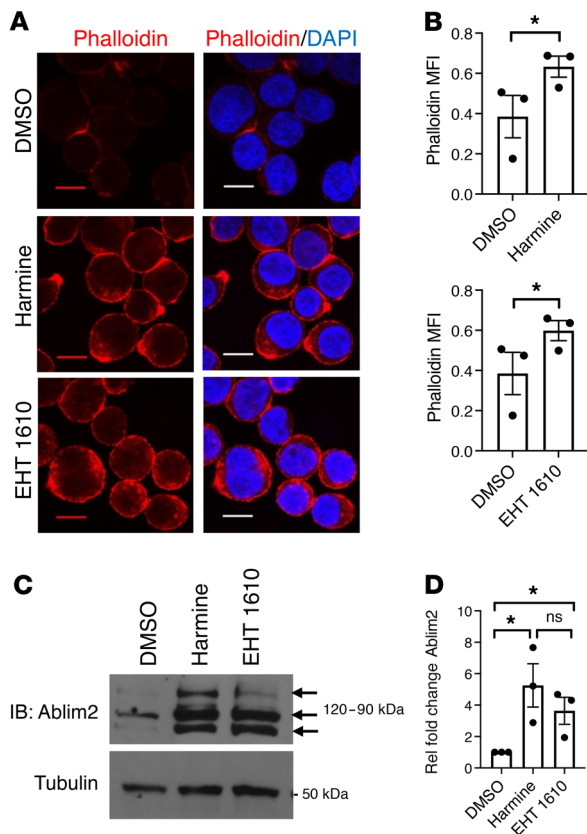 A
Phalloidin
Phalloidin/DAPI
DMSO
Harmine
EHT 1610
B
*
Phalloidin MFI
0.8
0.6
0.4
0.2
0.0
DMSO
Harmine
*
Phalloidin MFI
0.8
0.6
0.4
0.2
0.0
DMSO
EHT 1610
C
DMSO
Harmine
EHT 1610
IB: Ablim2
120–90 kDa
Tubulin
- 50 kDa
D
*
*
ns
Rel fold change Ablim2
10
8
6
4
2
0
DMSO
Harmine
EHT 1610